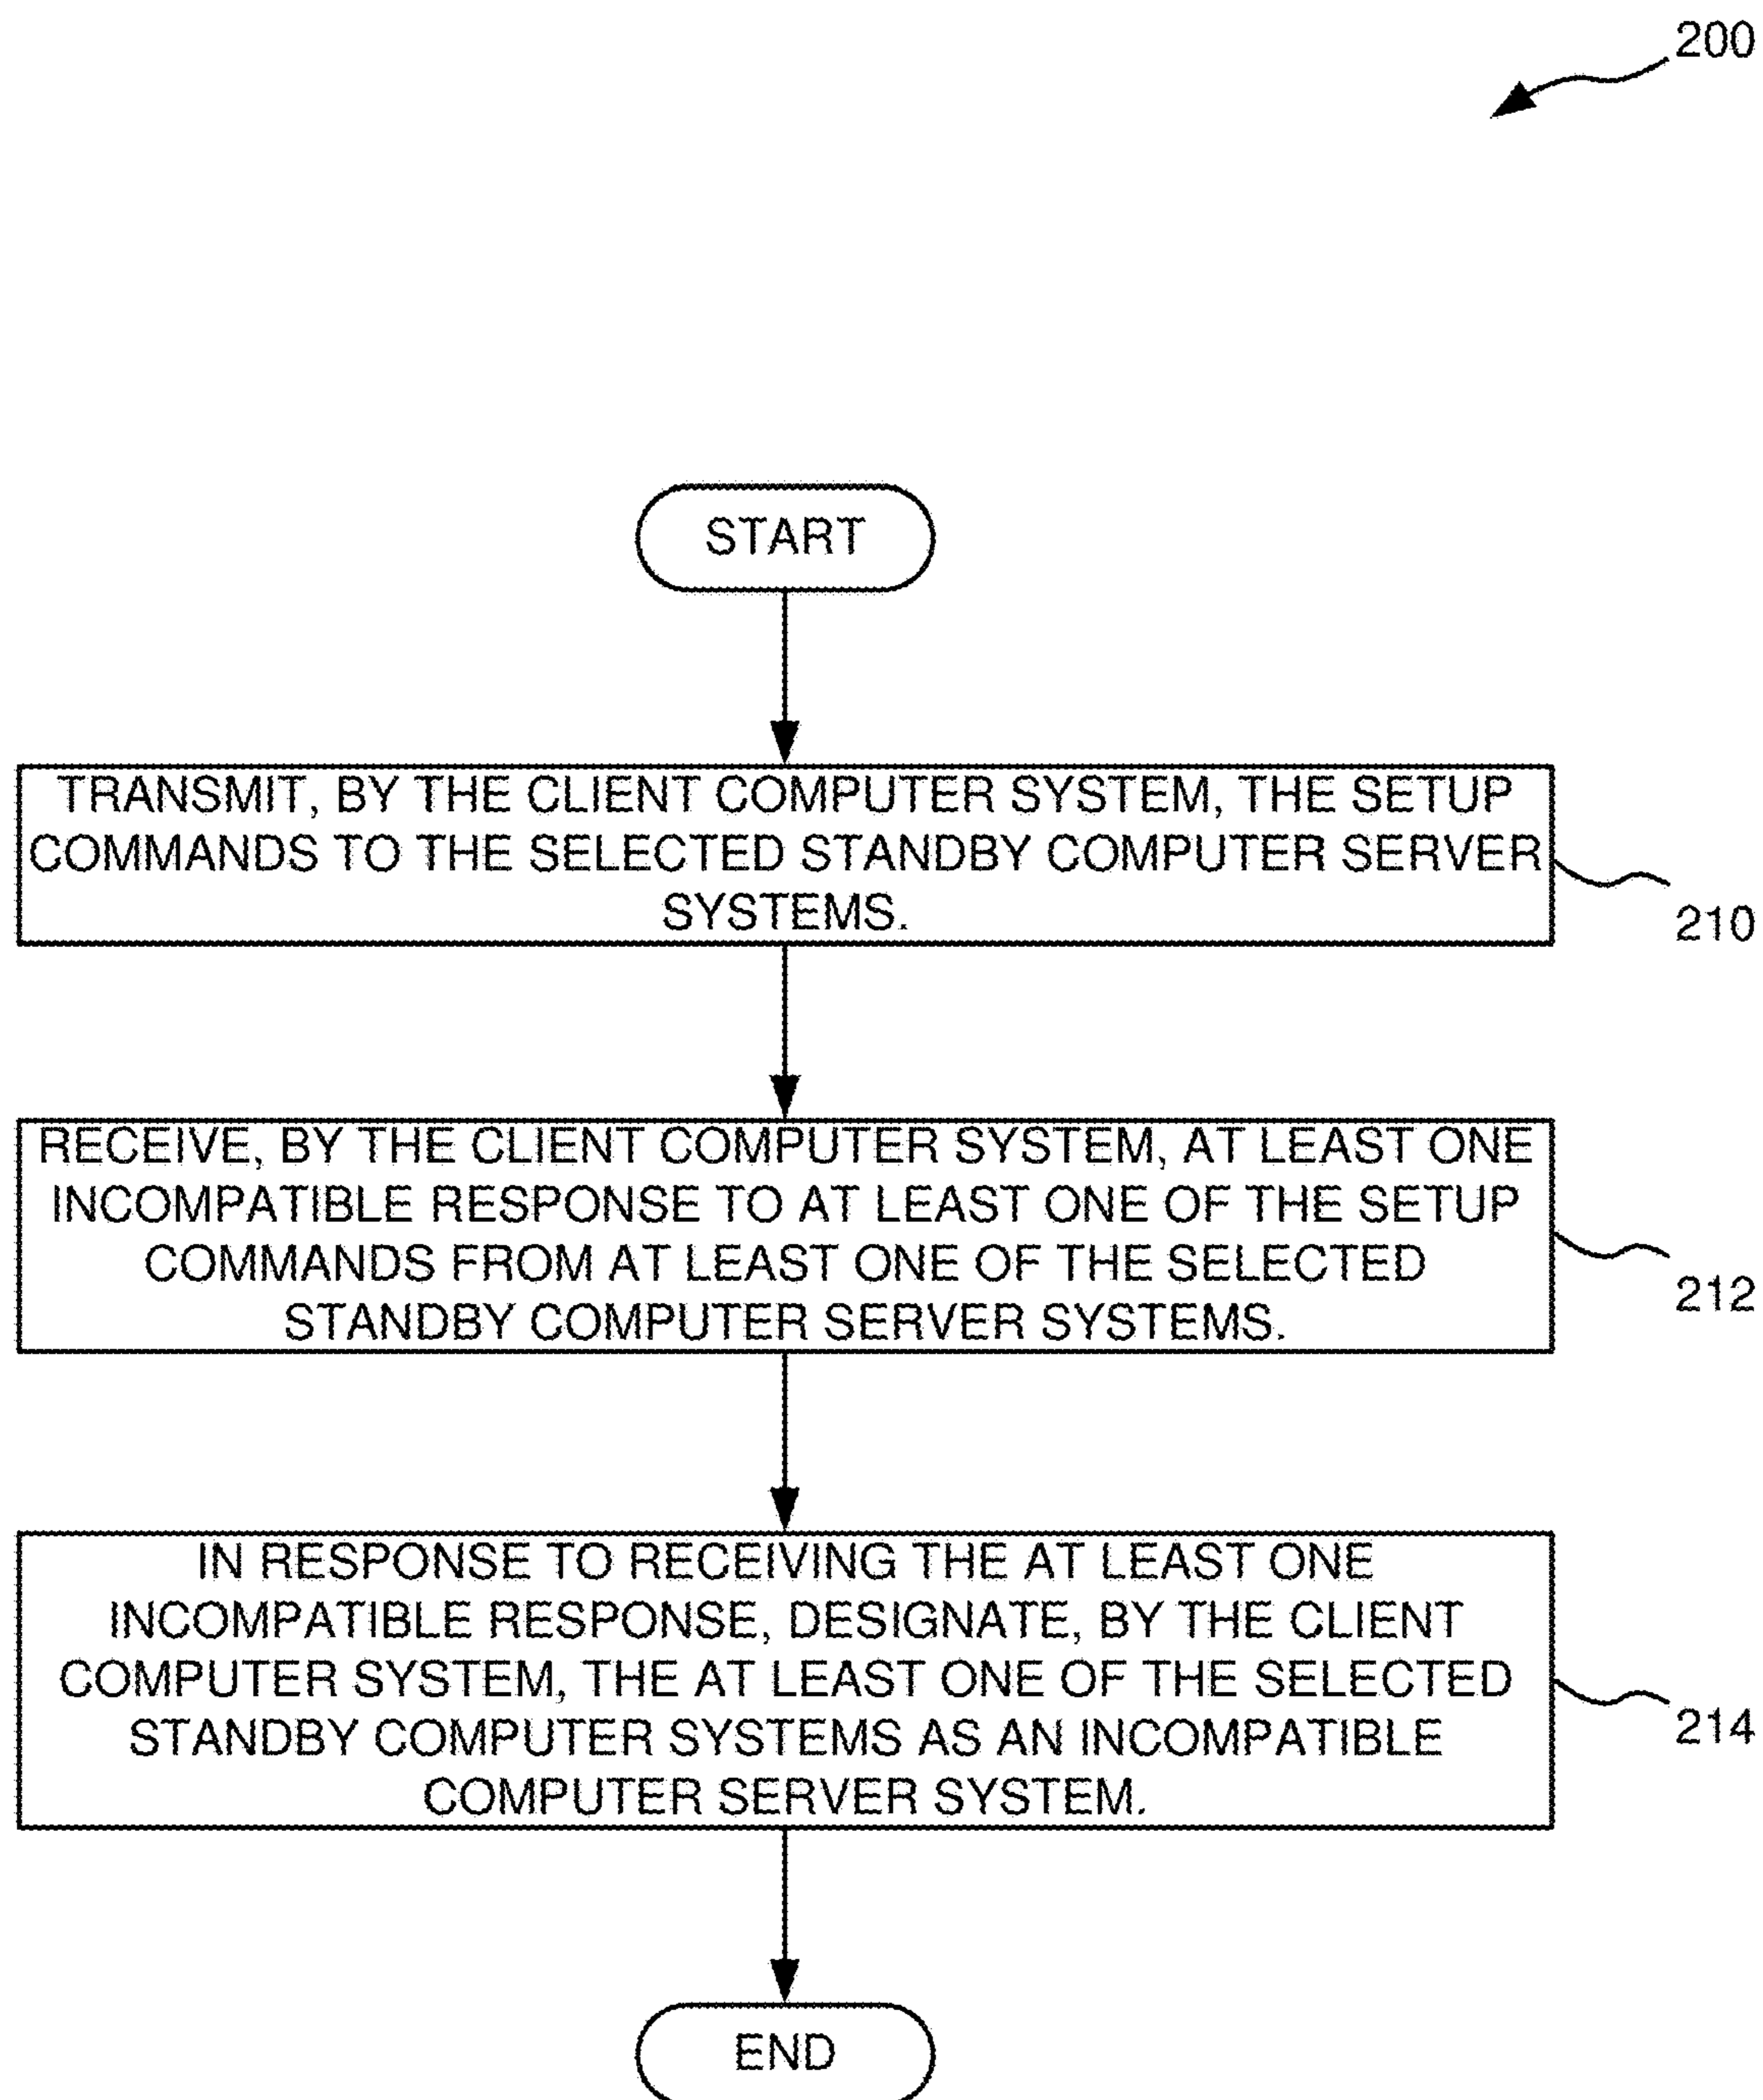 200
START
TRANSMIT, BY THE CLIENT COMPUTER SYSTEM, THE SETUP
COMMANDS TO THE SELECTED STANDBY COMPUTER SERVER
SYSTEMS.
210
RECEIVE, BY THE CLIENT COMPUTER SYSTEM, AT LEAST ONE
INCOMPATIBLE RESPONSE TO AT LEAST ONE OF THE SETUP
COMMANDS FROM AT LEAST ONE OF THE SELECTED
STANDBY COMPUTER SERVER SYSTEMS.
212
IN RESPONSE TO RECEIVING THE AT LEAST ONE
INCOMPATIBLE RESPONSE, DESIGNATE, BY THE CLIENT
COMPUTER SYSTEM, THE AT LEAST ONE OF THE SELECTED
STANDBY COMPUTER SYSTEMS AS AN INCOMPATIBLE
COMPUTER SERVER SYSTEM.
214
END